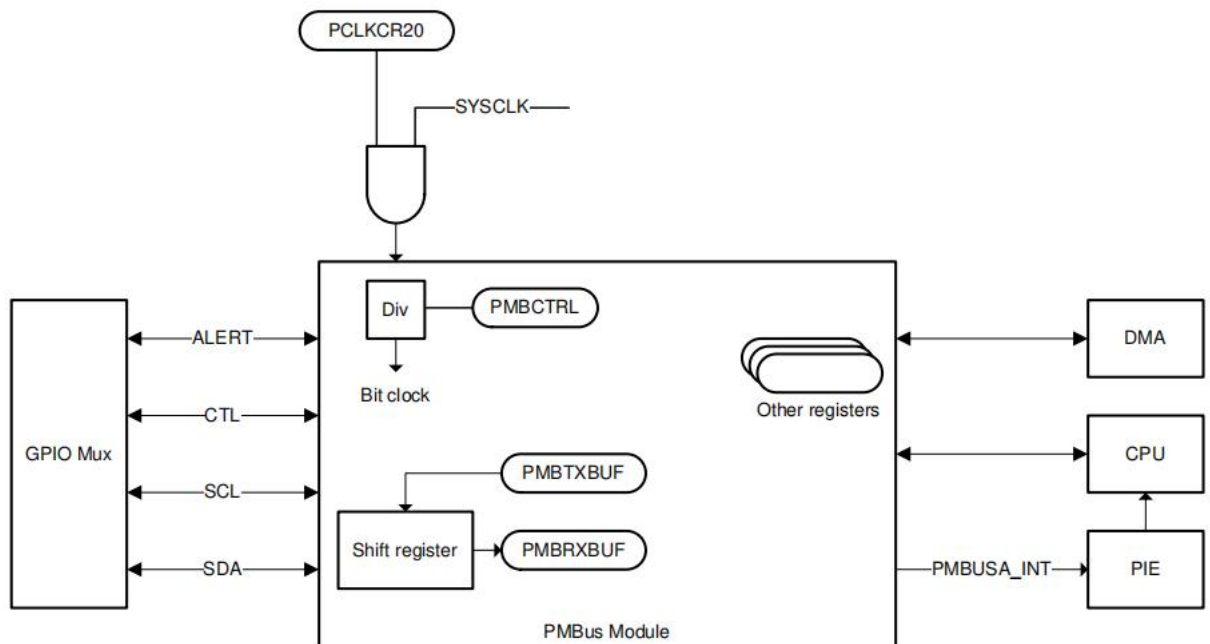 PCLKCR20
SYSCLK
Div
PMBCTRL
Bit clock
Other registers
ALERT
CTL
SCL
SDA
GPIO Mux
PMBTXBUF
Shift register
PMBRXBUF
PMBus Module
DMA
CPU
PMBUSA_INT
PIE